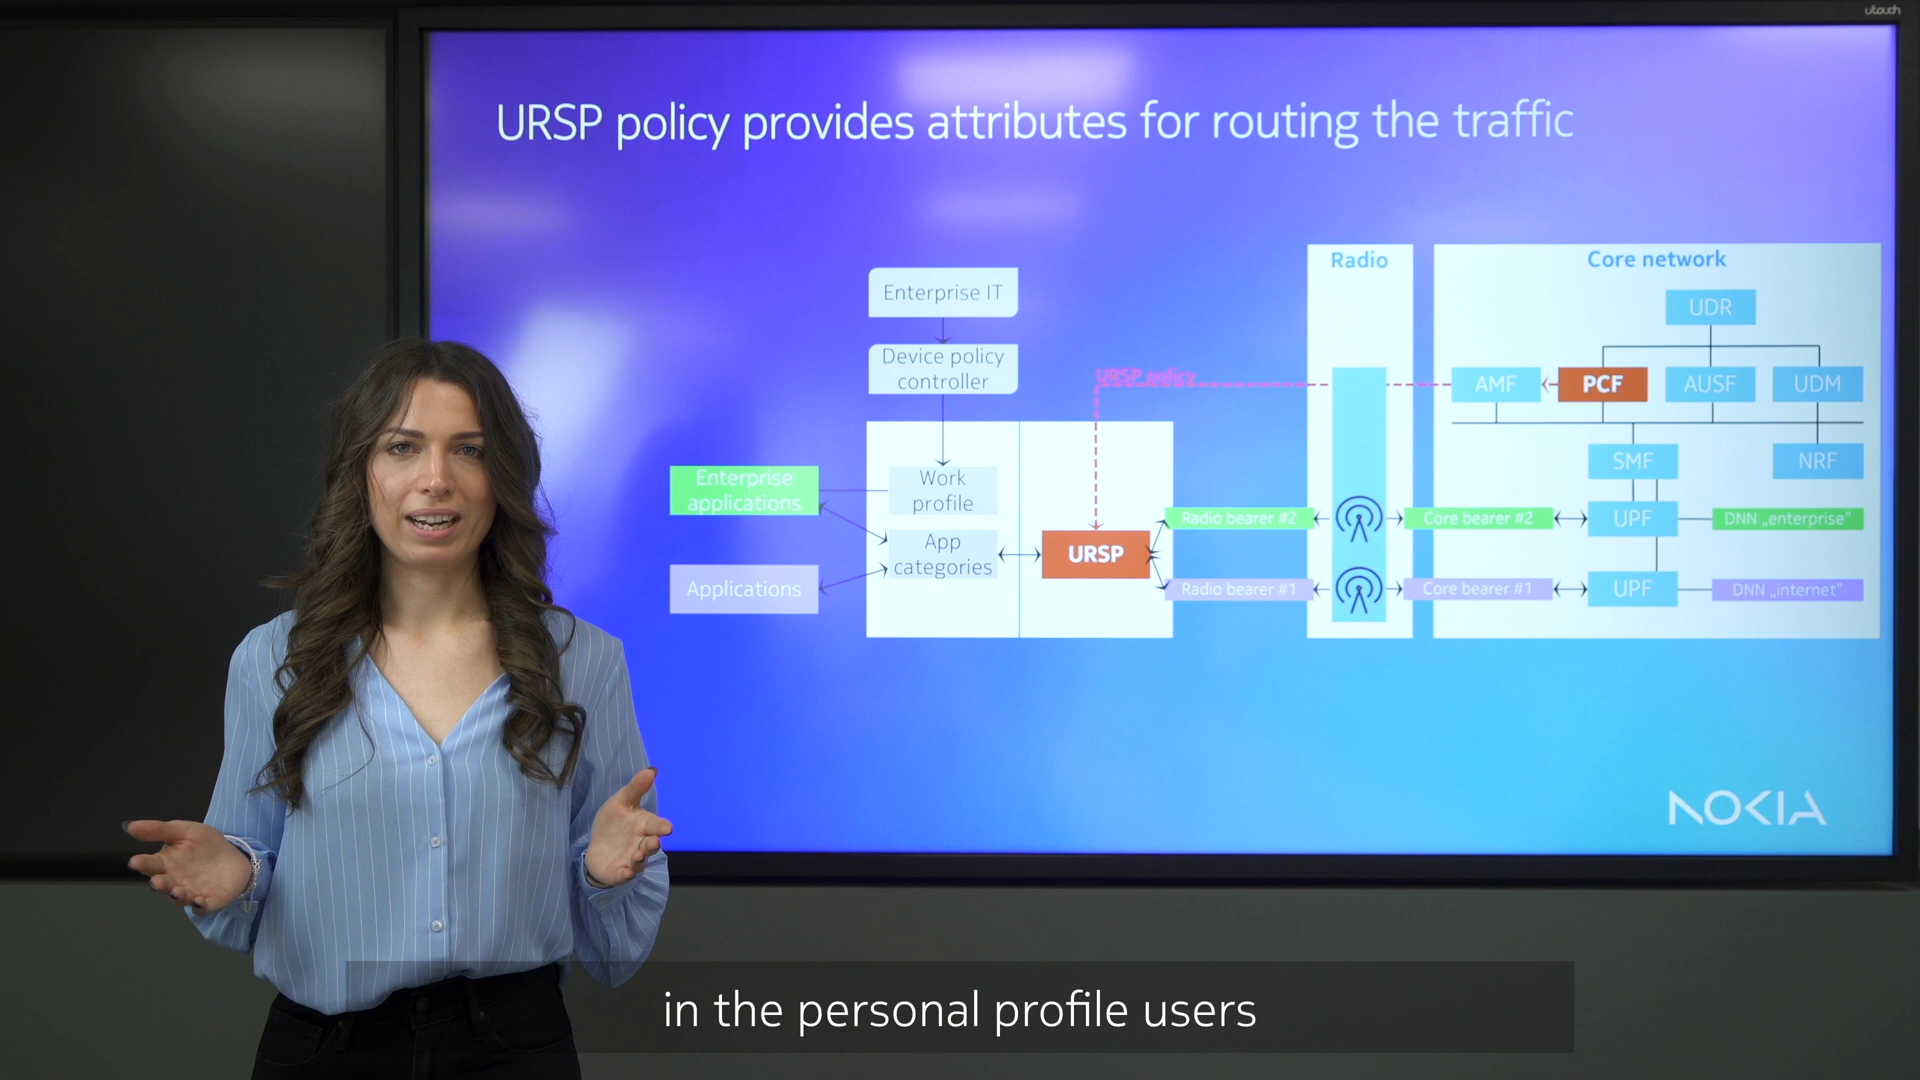 utouch
URSP policy provides attributes for routing the traffic
Radio
Core network
Enterprise IT
UDR
Device policy
controller
URSP policy
AMF
PCF
AUSF
UDM
Enterprise
applications
Work
profile
SMF
NRF
Radio bearer #2
Core bearer #2
UPF
DNN „enterprise”
App
categories
URSP
Applications
Radio bearer #1
Core bearer #1
UPF
DNN „internet”
NOKIA
in the personal profile users